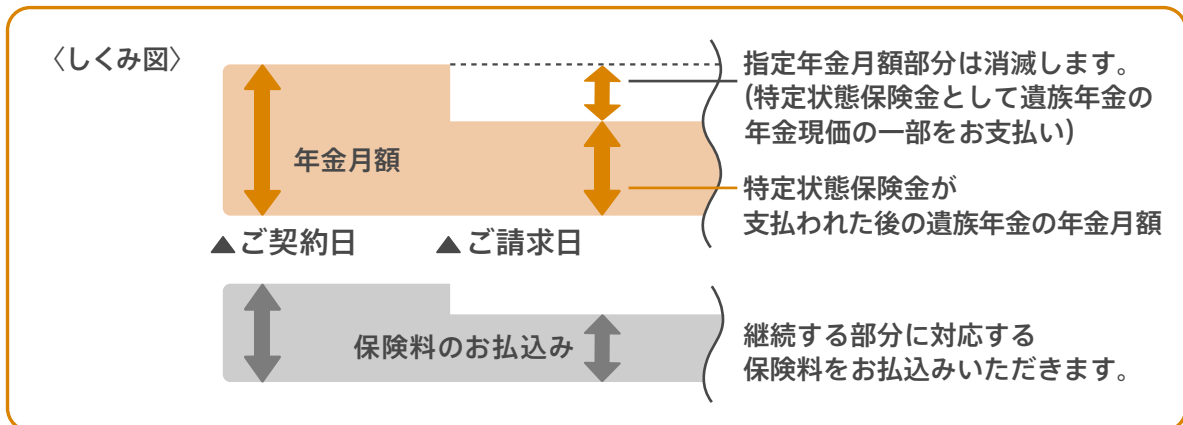 〈しくみ図〉
指定年金月額部分は消滅します。
(特定状態保険金として遺族年金の
年金現価の一部をお支払い)
年金月額
特定状態保険金が
支払われた後の遺族年金の年金月額
▲ご契約日
▲ご請求日
保険料のお払込み
継続する部分に対応する
保険料をお払込みいただきます。